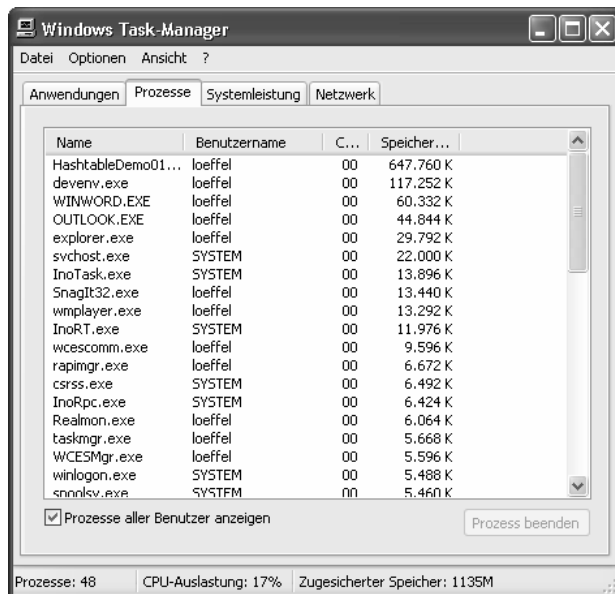 Windows Task-Manager
Datei Optionen Ansicht ?
Anwendungen Prozesse Systemleistung Netzwerk
Name Benutzername C... Speicher...
HashtableDemo01... loeffel 00 647.760 K
devenv.exe loeffel 00 117.252 K
WINWORD.EXE loeffel 00 60.332 K
OUTLOOK.EXE loeffel 00 44.844 K
explorer.exe loeffel 00 29.792 K
svchost.exe SYSTEM 00 22.000 K
InoTask.exe SYSTEM 00 13.896 K
SnagIt32.exe loeffel 00 13.440 K
wmplayer.exe loeffel 00 13.292 K
InoRT.exe SYSTEM 00 11.976 K
wcescomm.exe loeffel 00 9.596 K
rapimgr.exe loeffel 00 6.672 K
csrss.exe SYSTEM 00 6.492 K
InoRpc.exe SYSTEM 00 6.424 K
Realmon.exe loeffel 00 6.064 K
taskmgr.exe loeffel 00 5.668 K
WCESMgr.exe loeffel 00 5.596 K
winlogon.exe SYSTEM 00 5.488 K
spoolsv.exe SYSTEM 00 5.460 K
Prozesse aller Benutzer anzeigen
Prozess beenden
Prozesse: 48 CPU-Auslastung: 17% Zugesicherter Speicher: 1135M